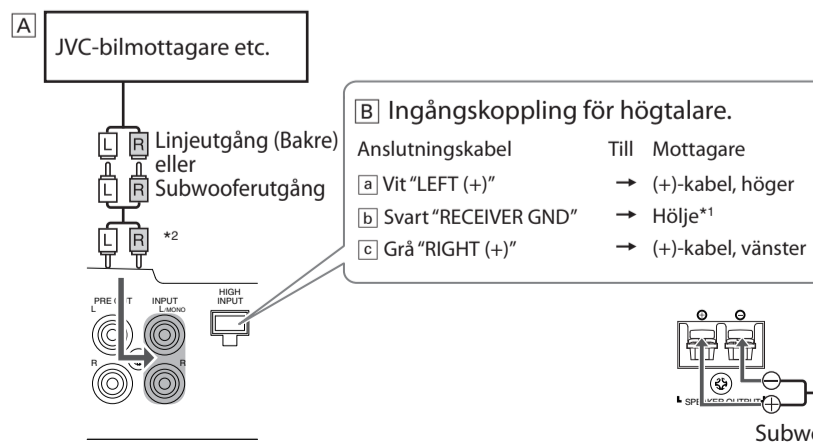 A
JVC-bilmottagare etc.
L R Linjeutgång (Bakre)
eller
L R Subwooferutgång
L R *2
B Ingångskoppling för högtalare.
Anslutningskabel Till Mottagare
a Vit “LEFT (+)” → (+)-kabel, höger
b Svart “RECEIVER GND” → Hölje*1
c Grå “RIGHT (+)” → (+)-kabel, vänster
HIGH
INPUT
PRE OUT INPUT
L L/MONO
R R
+ −
L SPEAKER OUTPUT
− +